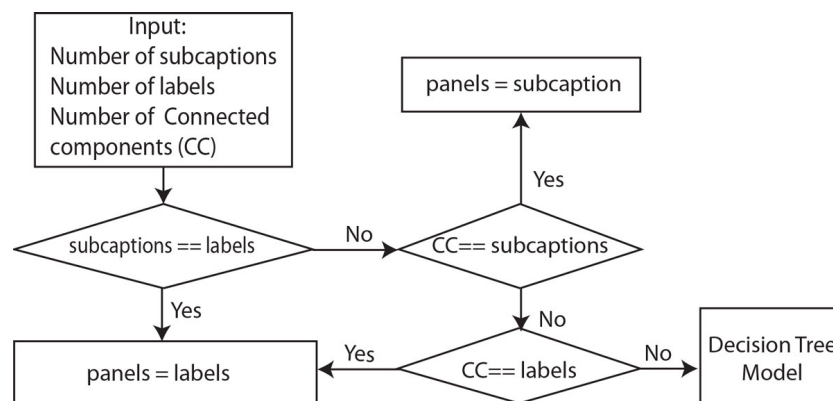 Input:
Number of subcaptions
Number of labels
Number of Connected
components (CC)
panels = subcaption
Yes
subcaptions == labels
No
CC== subcaptions
Yes
No
panels = labels
Yes
CC== labels
No
Decision Tree
Model